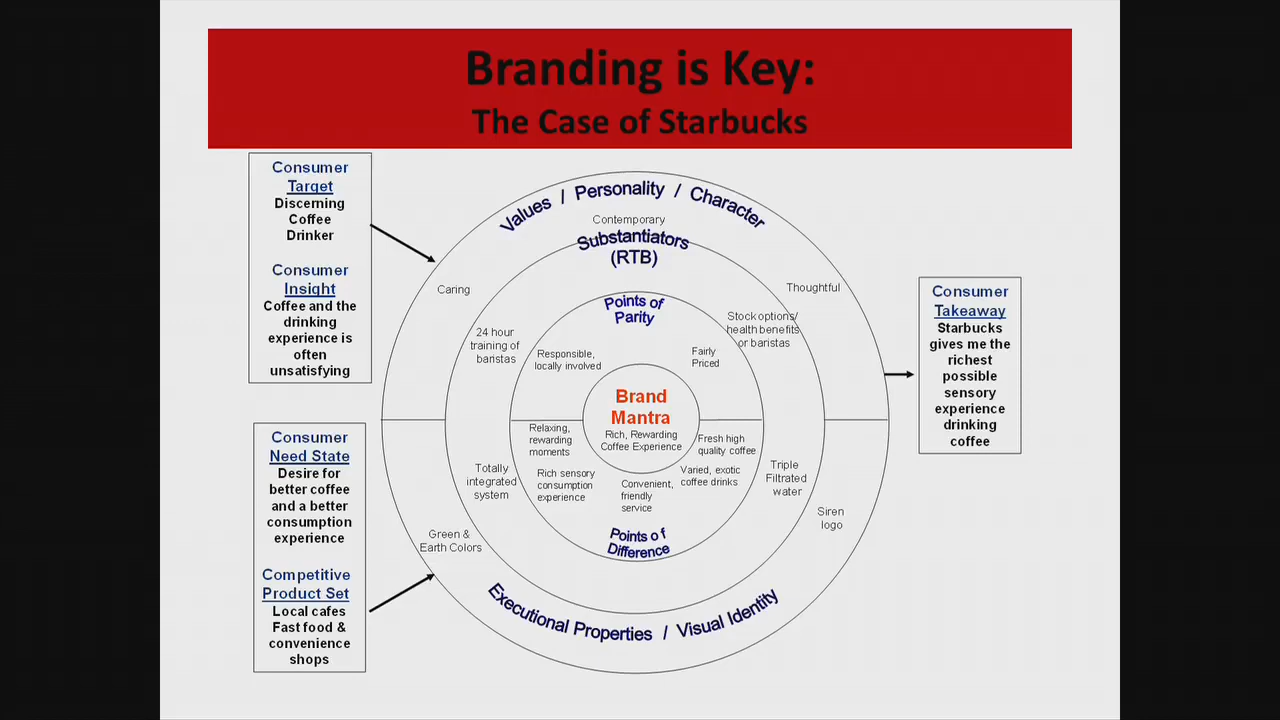 Branding is Key:
The Case of Starbucks
Consumer
Target
Discerning
Coffee
Drinker
Consumer
Insight
Coffee and the
drinking
experience is
often
unsatisfying
Consumer
Need State
Desire for
better coffee
and a better
consumption
experience
Competitive
Product Set
Local cafes
Fast food &
convenience
shops
Values / Personality / Character
Contemporary
Caring
Thoughtful
Substantiators
(RTB)
24 hour
training of
baristas
Stock options/
health benefits
or baristas
Points of
Parity
Responsible,
locally involved
Fairly
Priced
Brand
Mantra
Rich, Rewarding
Coffee Experience
Relaxing,
rewarding
moments
Fresh high
quality coffee
Rich sensory
consumption
experience
Convenient,
friendly
service
Varied, exotic
coffee drinks
Points of
Difference
Totally
integrated
system
Triple
Filtrated
water
Green &
Earth Colors
Siren
logo
Executional Properties / Visual Identity
Consumer
Takeaway
Starbucks
gives me the
richest
possible
sensory
experience
drinking
coffee